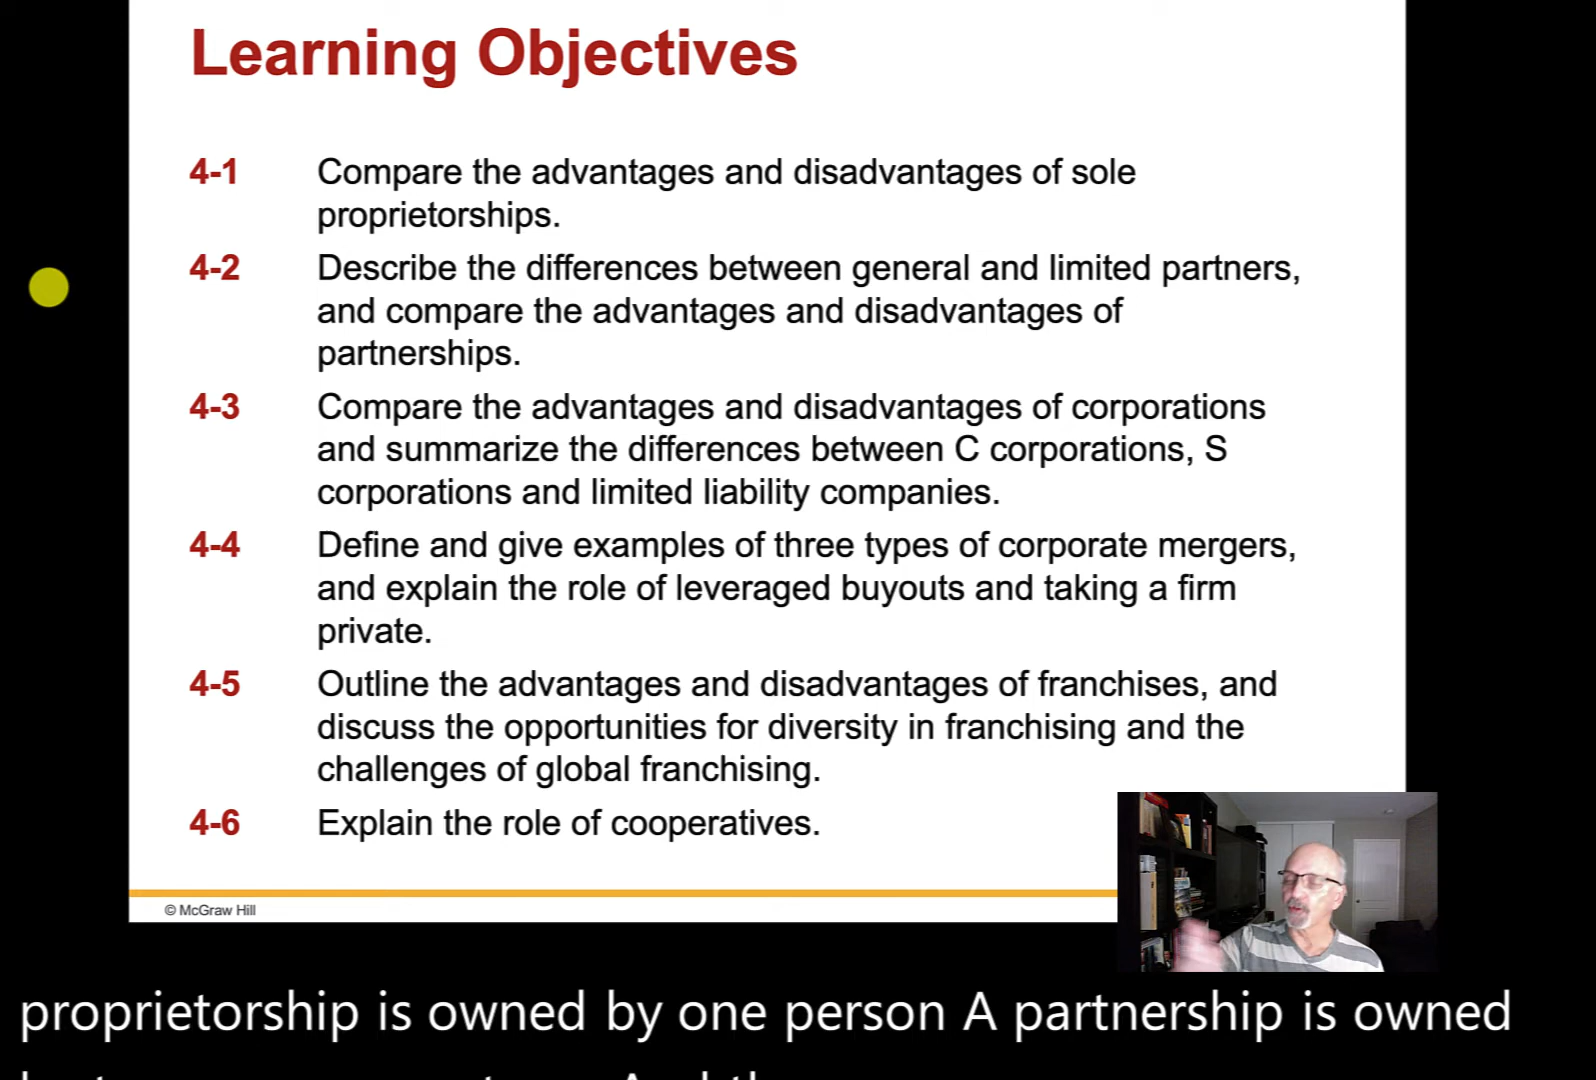 Learning Objectives
4-1 Compare the advantages and disadvantages of sole
proprietorships.
4-2 Describe the differences between general and limited partners,
and compare the advantages and disadvantages of
partnerships.
4-3 Compare the advantages and disadvantages of corporations
and summarize the differences between C corporations, S
corporations and limited liability companies.
4-4 Define and give examples of three types of corporate mergers,
and explain the role of leveraged buyouts and taking a firm
private.
4-5 Outline the advantages and disadvantages of franchises, and
discuss the opportunities for diversity in franchising and the
challenges of global franchising.
4-6 Explain the role of cooperatives.
© McGraw Hill
proprietorship is owned by one person A partnership is owned